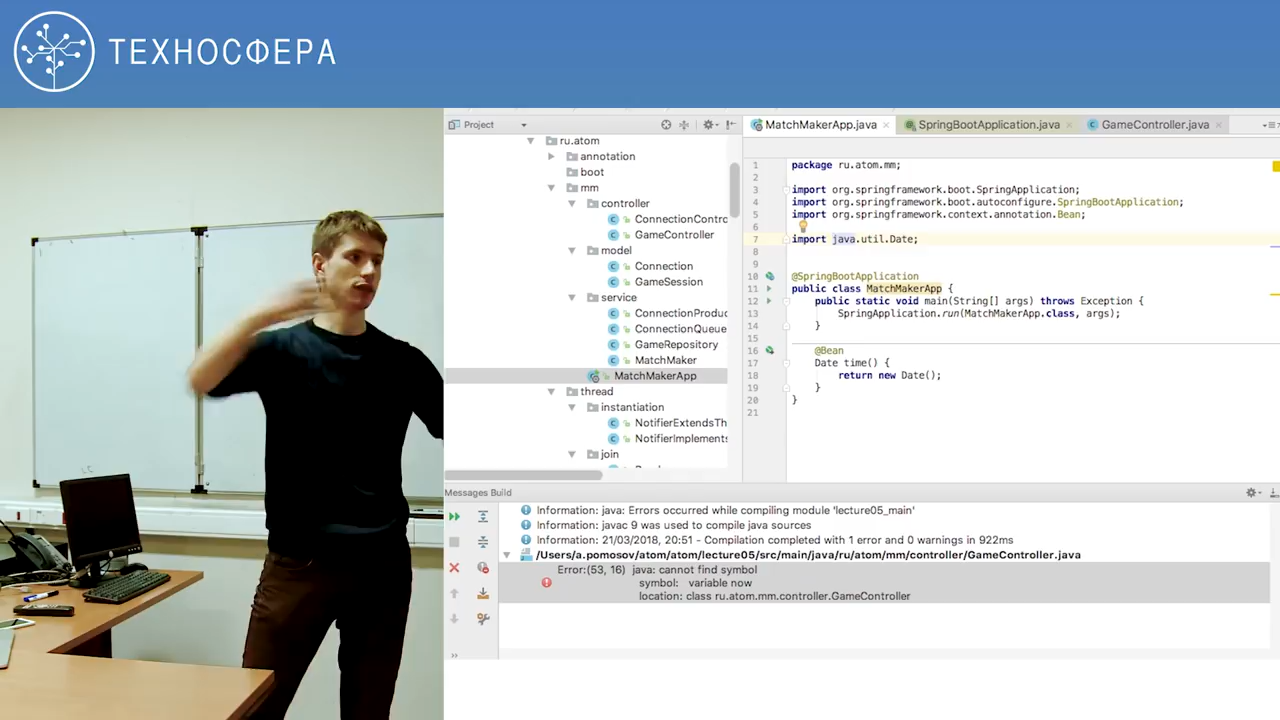 ТЕХНОСФЕРА
Project
ru.atom
annotation
boot
mm
controller
ConnectionContro
GameController
model
Connection
GameSession
service
ConnectionProduc
ConnectionQueue
GameRepository
MatchMaker
MatchMakerApp
thread
instantiation
NotifierExtendsTh
NotifierImplements
join
MatchMakerApp.java
SpringBootApplication.java
GameController.java
1 package ru.atom.mm;
2
3 import org.springframework.boot.SpringApplication;
4 import org.springframework.boot.autoconfigure.SpringBootApplication;
5 import org.springframework.context.annotation.Bean;
6
7 import java.util.Date;
8
9
10 @SpringBootApplication
11 public class MatchMakerApp {
12 public static void main(String[] args) throws Exception {
13 SpringApplication.run(MatchMakerApp.class, args);
14 }
15
16 @Bean
17 Date time() {
18 return new Date();
19 }
20 }
21
Messages Build
Information: java: Errors occurred while compiling module 'lecture05_main'
Information: javac 9 was used to compile java sources
Information: 21/03/2018, 20:51 - Compilation completed with 1 error and 0 warnings in 922ms
/Users/a.pomosov/atom/atom/lecture05/src/main/java/ru/atom/mm/controller/GameController.java
Error:(53, 16) java: cannot find symbol
symbol: variable now
location: class ru.atom.mm.controller.GameController